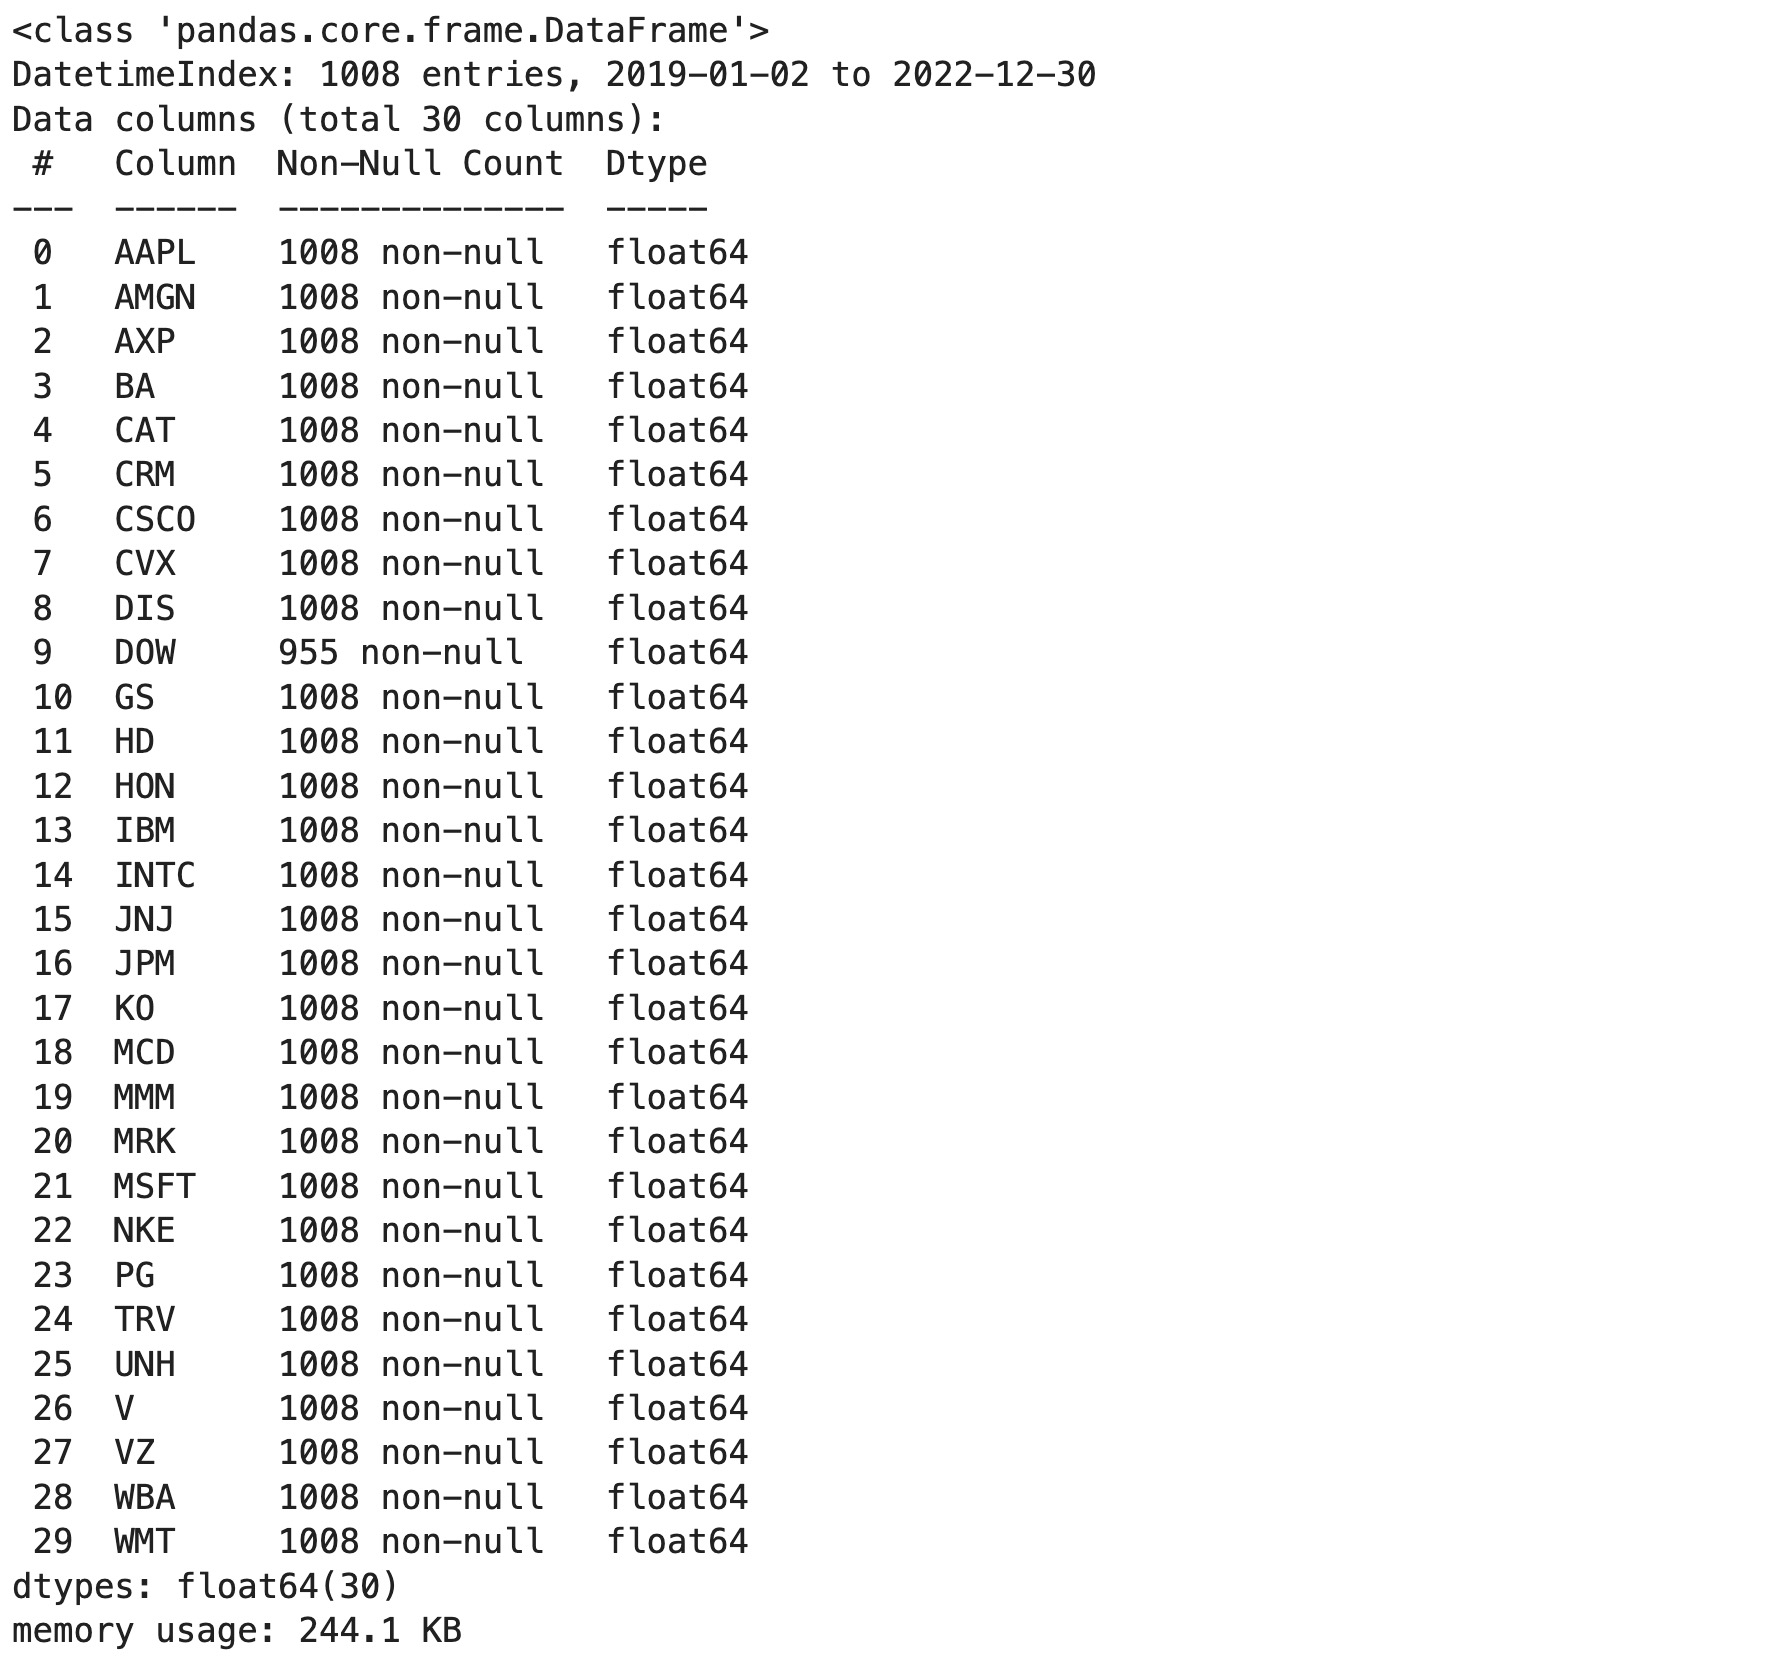 <class 'pandas.core.frame.DataFrame'>
DatetimeIndex: 1008 entries, 2019-01-02 to 2022-12-30
Data columns (total 30 columns):
 #   Column  Non-Null Count  Dtype
---  ------  --------------  -----
 0   AAPL    1008 non-null   float64
 1   AMGN    1008 non-null   float64
 2   AXP     1008 non-null   float64
 3   BA      1008 non-null   float64
 4   CAT     1008 non-null   float64
 5   CRM     1008 non-null   float64
 6   CSCO    1008 non-null   float64
 7   CVX     1008 non-null   float64
 8   DIS     1008 non-null   float64
 9   DOW     955 non-null    float64
 10  GS      1008 non-null   float64
 11  HD      1008 non-null   float64
 12  HON     1008 non-null   float64
 13  IBM     1008 non-null   float64
 14  INTC    1008 non-null   float64
 15  JNJ     1008 non-null   float64
 16  JPM     1008 non-null   float64
 17  KO      1008 non-null   float64
 18  MCD     1008 non-null   float64
 19  MMM     1008 non-null   float64
 20  MRK     1008 non-null   float64
 21  MSFT    1008 non-null   float64
 22  NKE     1008 non-null   float64
 23  PG      1008 non-null   float64
 24  TRV     1008 non-null   float64
 25  UNH     1008 non-null   float64
 26  V       1008 non-null   float64
 27  VZ      1008 non-null   float64
 28  WBA     1008 non-null   float64
 29  WMT     1008 non-null   float64
dtypes: float64(30)
memory usage: 244.1 KB